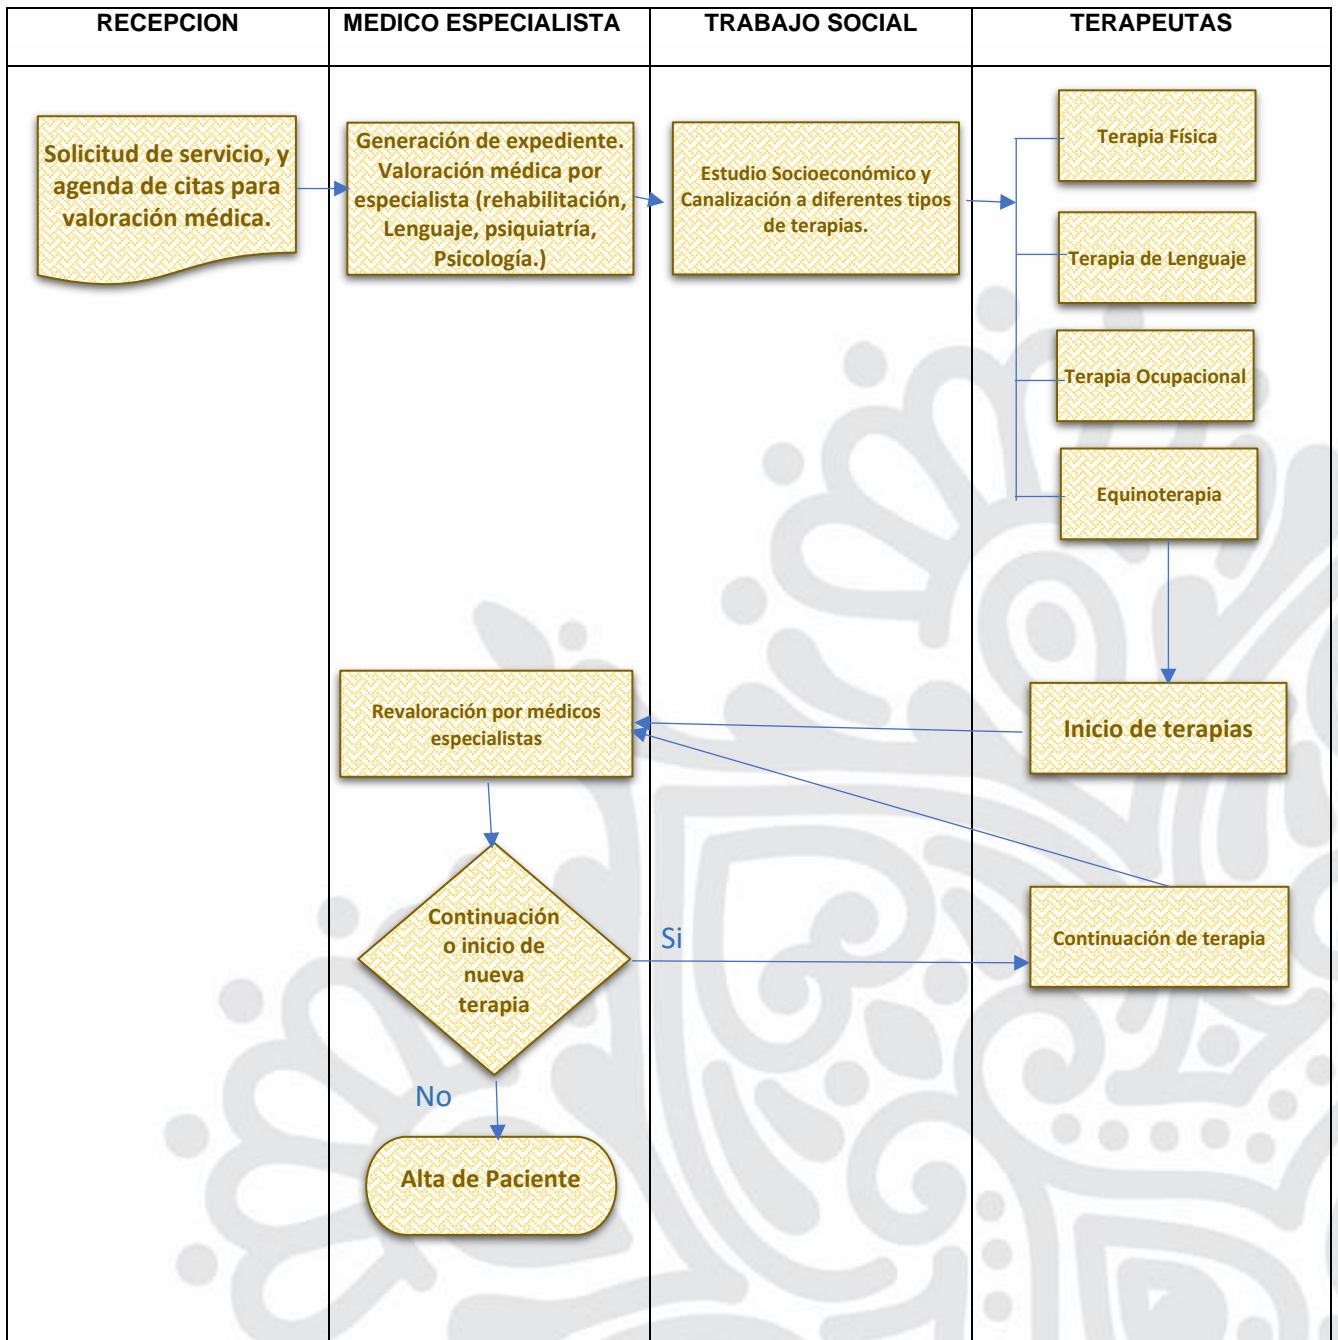 RECEPCION
MEDICO ESPECIALISTA
TRABAJO SOCIAL
TERAPEUTAS
Solicitud de servicio, y
agenda de citas para
valoración médica.
Generación de expediente.
Valoración médica por
especialista (rehabilitación,
Lenguaje, psiquiatría,
Psicología.)
Estudio Socioeconómico y
Canalización a diferentes tipos
de terapias.
Terapia Física
Terapia de Lenguaje
Terapia Ocupacional
Equinoterapia
Inicio de terapias
Revaloración por médicos
especialistas
Continuación
o inicio de
nueva
terapia
Si
Continuación de terapia
No
Alta de Paciente